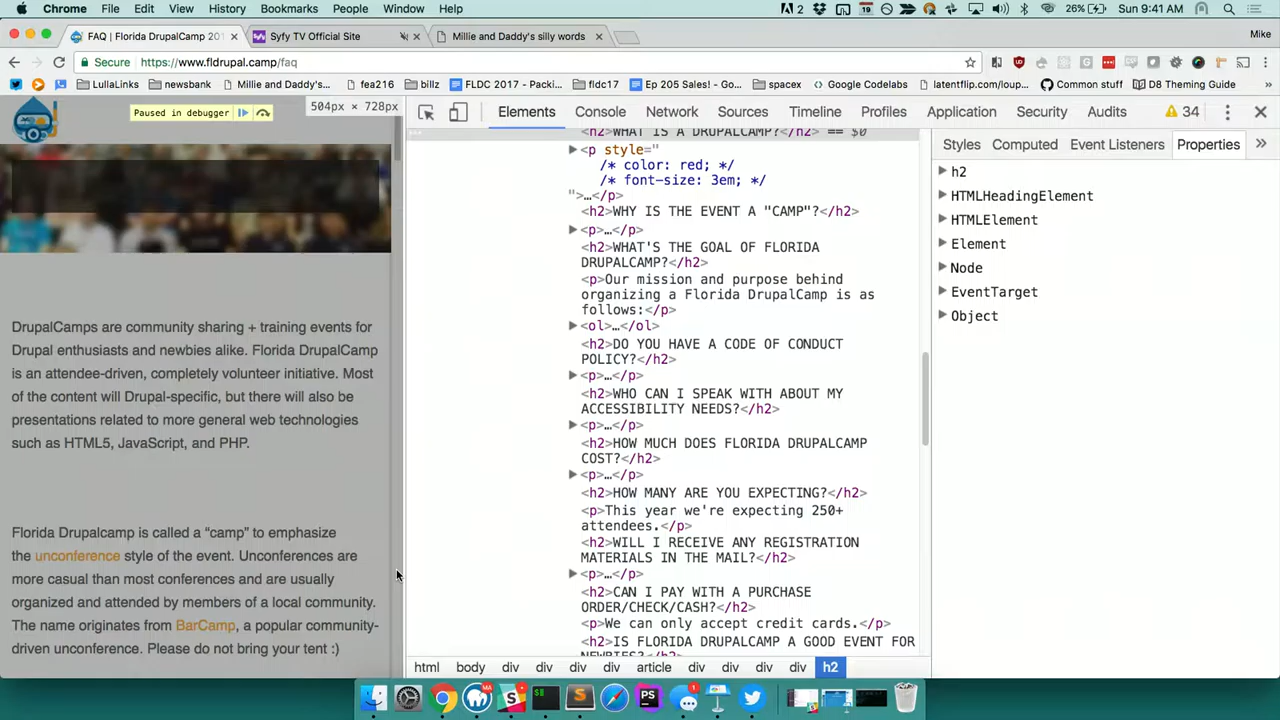 Chrome File Edit View History Bookmarks People Window Help 2 19 26% Sun 9:41 AM
FAQ | Florida DrupalCamp 20 Syfy TV Official Site Millie and Daddy's silly words Mike
Secure https://www.fldrupal.camp/faq
LullaLinks newsbank Millie and Daddy's... fea216 billz FLDC 2017 - Packi... fldc17 Ep 205 Sales! - Go... spacex Google Codelabs latentflip.com/loup... Common stuff D8 Theming Guide
Paused in debugger 504px × 728px
Elements Console Network Sources Timeline Profiles Application Security Audits 34
Styles Computed Event Listeners Properties »
<h2>WHAT IS A DRUPALCAMP?</h2> == $0
<p style="
/* color: red; */
/* font-size: 3em; */
">…</p>
<h2>WHY IS THE EVENT A "CAMP"?</h2>
<p>…</p>
<h2>WHAT'S THE GOAL OF FLORIDA
DRUPALCAMP?</h2>
<p>Our mission and purpose behind
organizing a Florida DrupalCamp is as
follows:</p>
<ol>…</ol>
<h2>DO YOU HAVE A CODE OF CONDUCT
POLICY?</h2>
<p>…</p>
<h2>WHO CAN I SPEAK WITH ABOUT MY
ACCESSIBILITY NEEDS?</h2>
<p>…</p>
<h2>HOW MUCH DOES FLORIDA DRUPALCAMP
COST?</h2>
<p>…</p>
<h2>HOW MANY ARE YOU EXPECTING?</h2>
<p>This year we're expecting 250+
attendees.</p>
<h2>WILL I RECEIVE ANY REGISTRATION
MATERIALS IN THE MAIL?</h2>
<p>…</p>
<h2>CAN I PAY WITH A PURCHASE
ORDER/CHECK/CASH?</h2>
<p>We can only accept credit cards.</p>
<h2>IS FLORIDA DRUPALCAMP A GOOD EVENT FOR
NEWBIES?</h2>
html body div div div div article div div div div h2
h2
HTMLHeadingElement
HTMLElement
Element
Node
EventTarget
Object
DrupalCamps are community sharing + training events for
Drupal enthusiasts and newbies alike. Florida DrupalCamp
is an attendee-driven, completely volunteer initiative. Most
of the content will Drupal-specific, but there will also be
presentations related to more general web technologies
such as HTML5, JavaScript, and PHP.
Florida Drupalcamp is called a “camp” to emphasize
the unconference style of the event. Unconferences are
more casual than most conferences and are usually
organized and attended by members of a local community.
The name originates from BarCamp, a popular community-
driven unconference. Please do not bring your tent :)